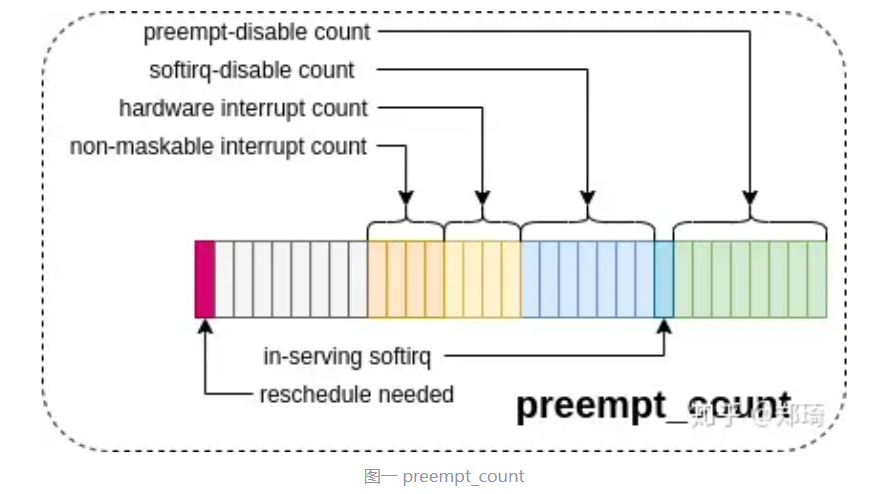 preempt-disable count
softirq-disable count
hardware interrupt count
non-maskable interrupt count
in-serving softirq
reschedule needed
preempt_count
知乎 @郑琦
图一 preempt_count